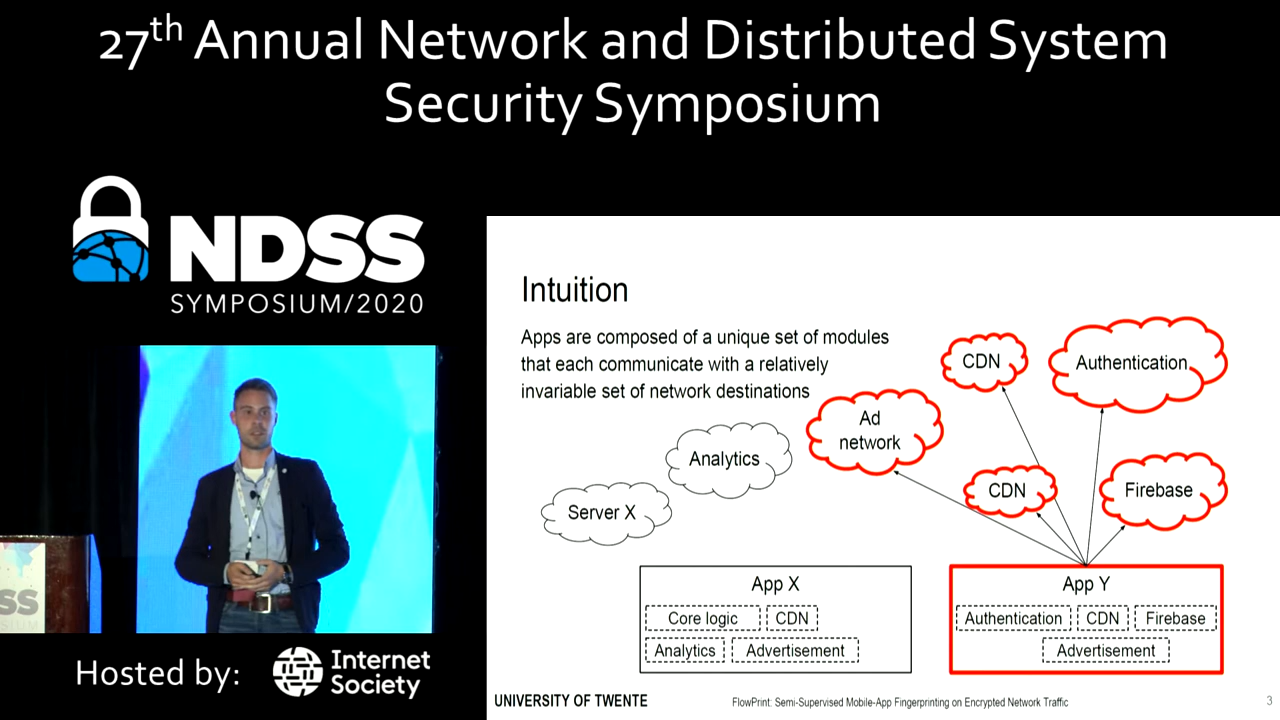 27th Annual Network and Distributed System
Security Symposium
NDSS
SYMPOSIUM/2020
SS
SIUM
Hosted by:
Internet
Society
Intuition
Apps are composed of a unique set of modules
that each communicate with a relatively
invariable set of network destinations
CDN
Authentication
Ad
network
Analytics
CDN
Firebase
Server X
App X
Core logic
CDN
Analytics
Advertisement
App Y
Authentication
CDN
Firebase
Advertisement
UNIVERSITY OF TWENTE
FlowPrint: Semi-Supervised Mobile-App Fingerprinting on Encrypted Network Traffic
3